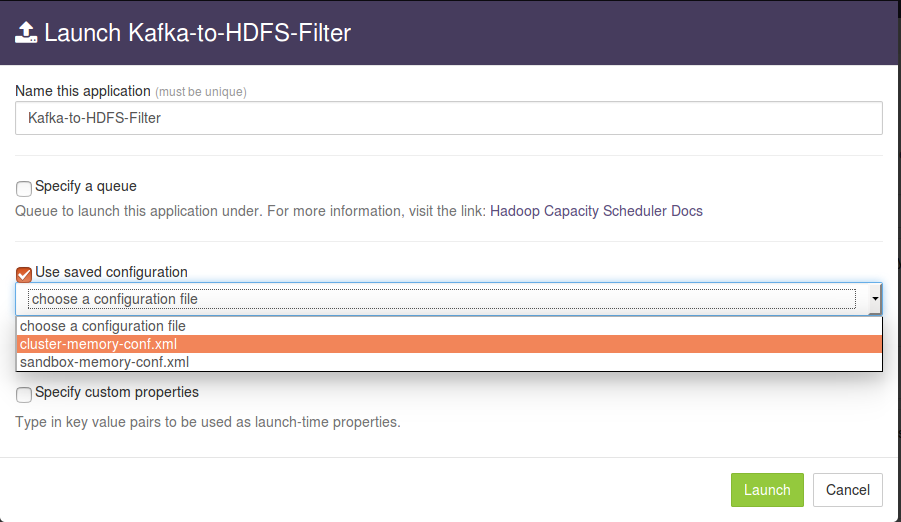 Launch Kafka-to-HDFS-Filter
Name this application (must be unique)
Kafka-to-HDFS-Filter
Specify a queue
Queue to launch this application under. For more information, visit the link: Hadoop Capacity Scheduler Docs
Use saved configuration
choose a configuration file
choose a configuration file
cluster-memory-conf.xml
sandbox-memory-conf.xml
Specify custom properties
Type in key value pairs to be used as launch-time properties.
Launch Cancel